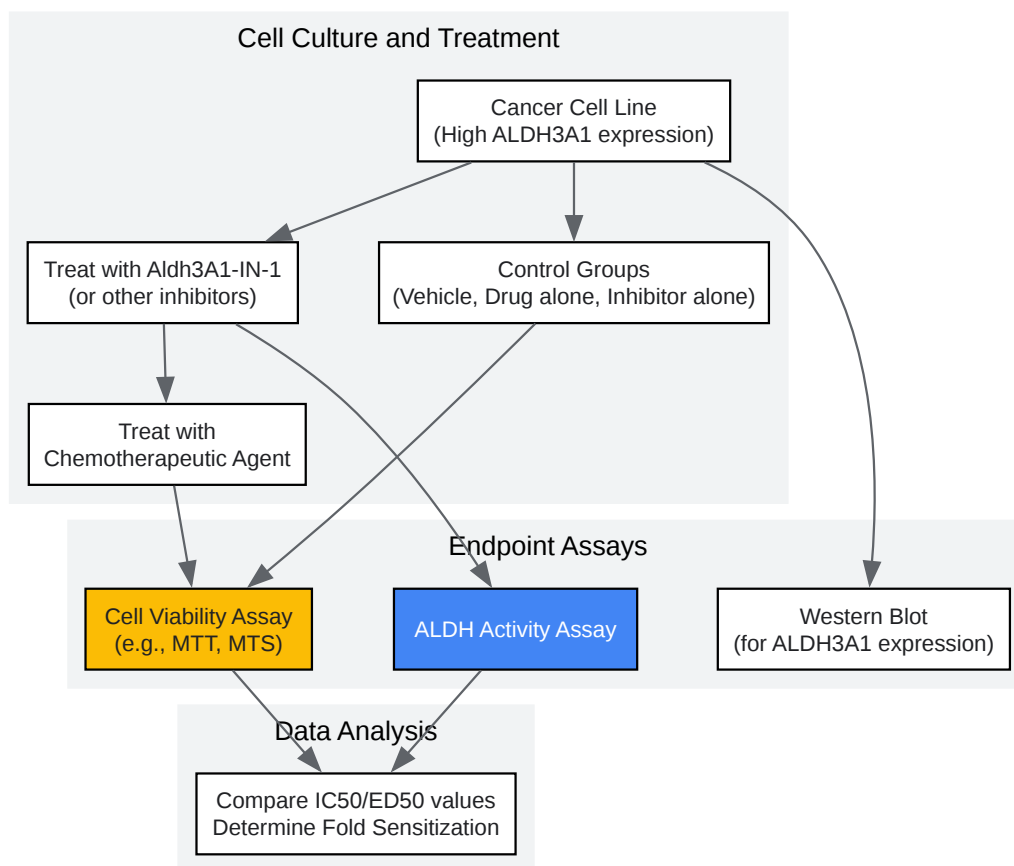 Cell Culture and Treatment
Cancer Cell Line
(High ALDH3A1 expression)
Treat with Aldh3A1-IN-1
(or other inhibitors)
Control Groups
(Vehicle, Drug alone, Inhibitor alone)
Treat with
Chemotherapeutic Agent
Endpoint Assays
Cell Viability Assay
(e.g., MTT, MTS)
ALDH Activity Assay
Western Blot
(for ALDH3A1 expression)
Data Analysis
Compare IC50/ED50 values
Determine Fold Sensitization